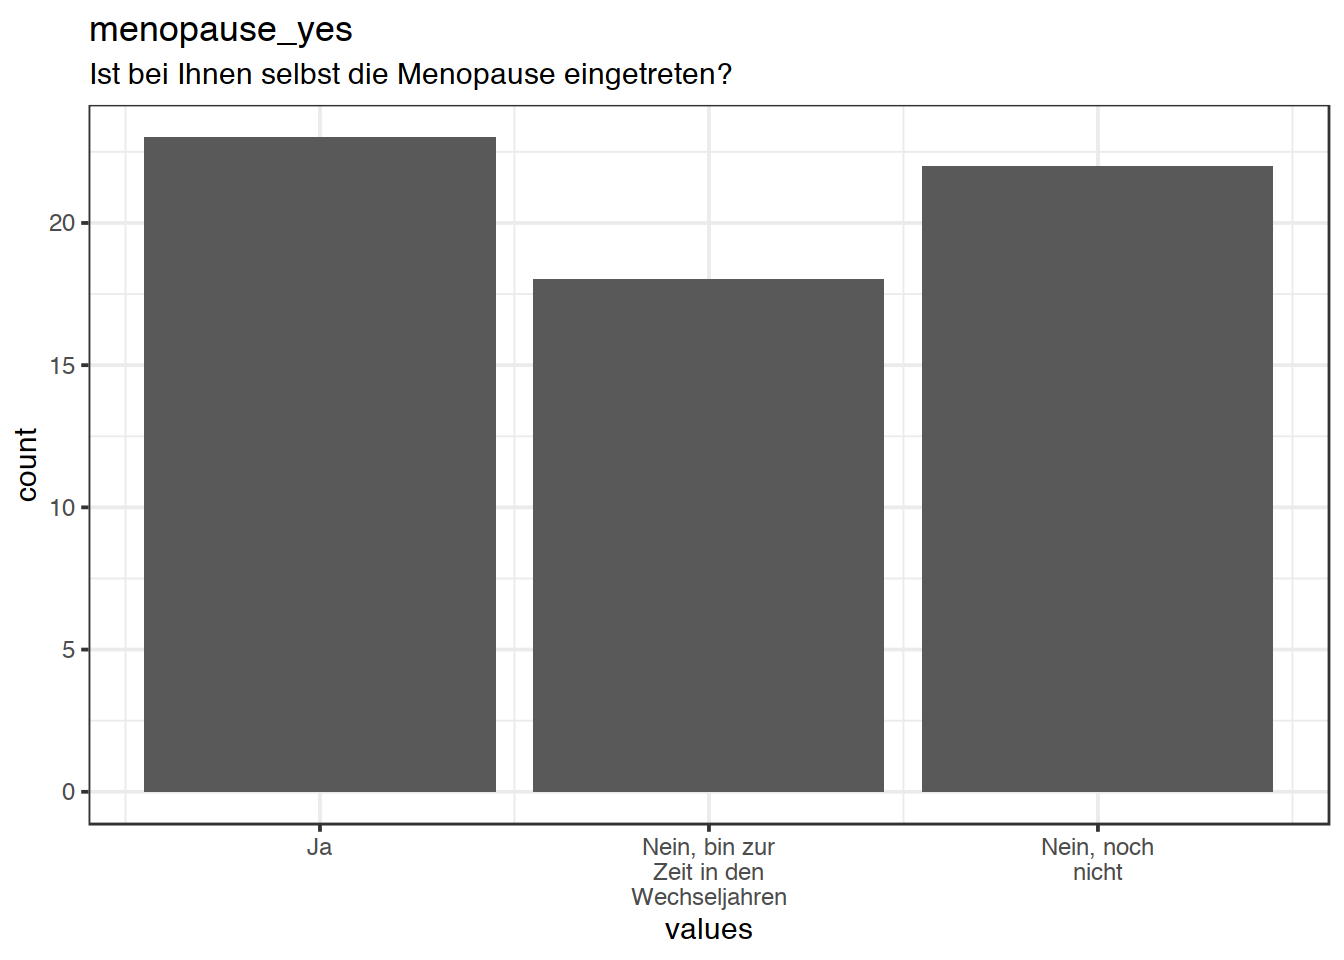 menopause_yes
Ist bei Ihnen selbst die Menopause eingetreten?
count
20
15
10
5
0
Ja
Nein, bin zur
Zeit in den
Wechseljahren
Nein, noch
nicht
values